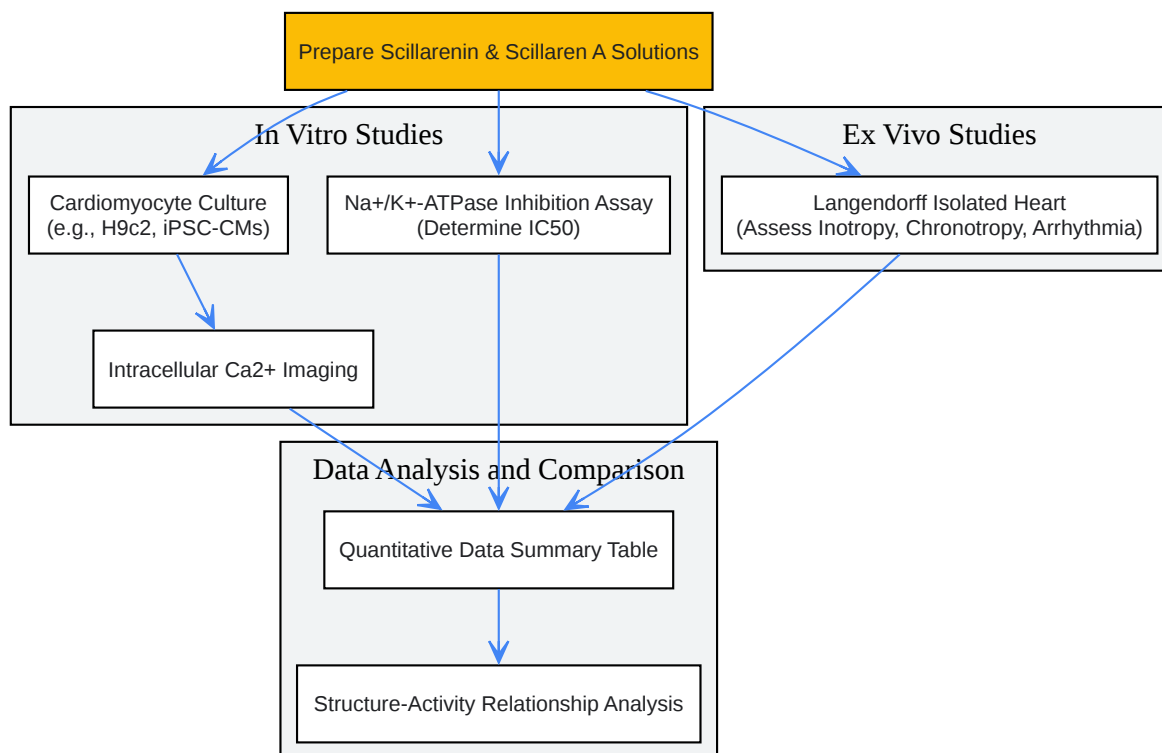 Prepare Scillarenin & Scillaren A Solutions
In Vitro Studies
Ex Vivo Studies
Cardiomyocyte Culture
(e.g., H9c2, iPSC-CMs)
Na+/K+-ATPase Inhibition Assay
(Determine IC50)
Langendorff Isolated Heart
(Assess Inotropy, Chronotropy, Arrhythmia)
Intracellular Ca2+ Imaging
Data Analysis and Comparison
Quantitative Data Summary Table
Structure-Activity Relationship Analysis